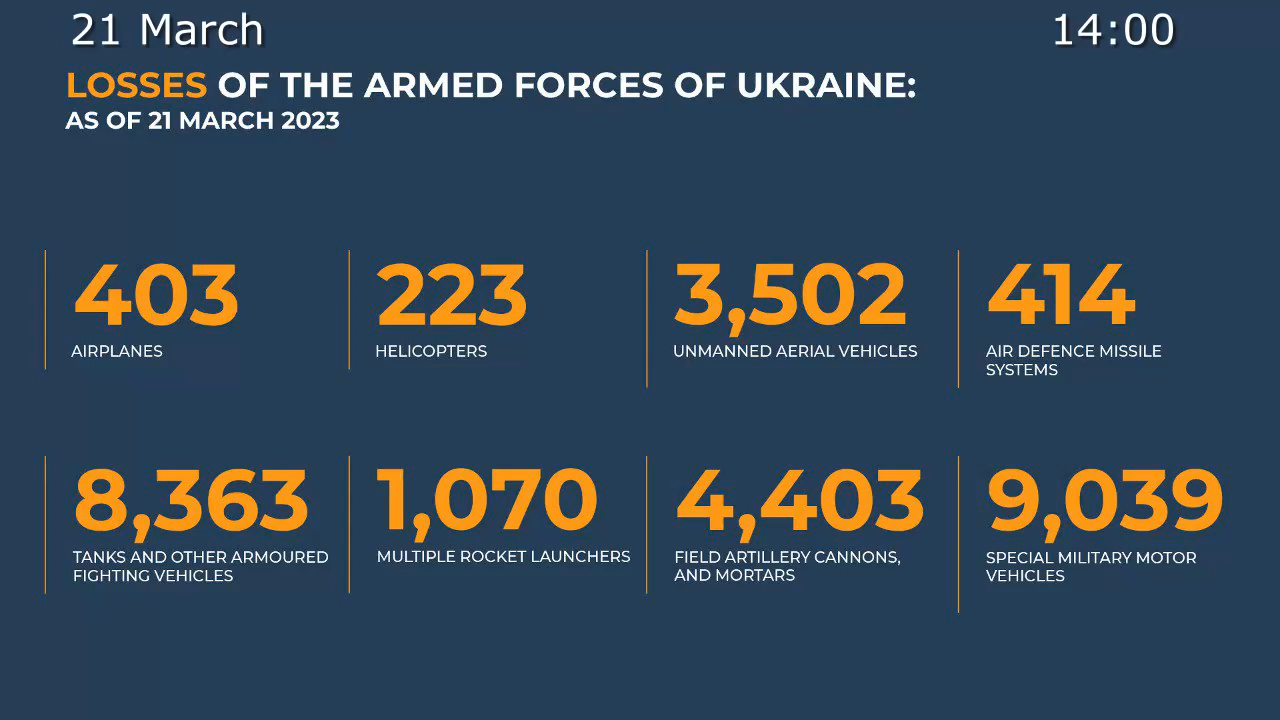 21 March
14:00
LOSSES OF THE ARMED FORCES OF UKRAINE:
AS OF 21 MARCH 2023
403
AIRPLANES
223
HELICOPTERS
3,502
UNMANNED AERIAL VEHICLES
414
AIR DEFENCE MISSILE
SYSTEMS
8,363
TANKS AND OTHER ARMOURED
FIGHTING VEHICLES
1,070
MULTIPLE ROCKET LAUNCHERS
4,403
FIELD ARTILLERY CANNONS,
AND MORTARS
9,039
SPECIAL MILITARY MOTOR
VEHICLES